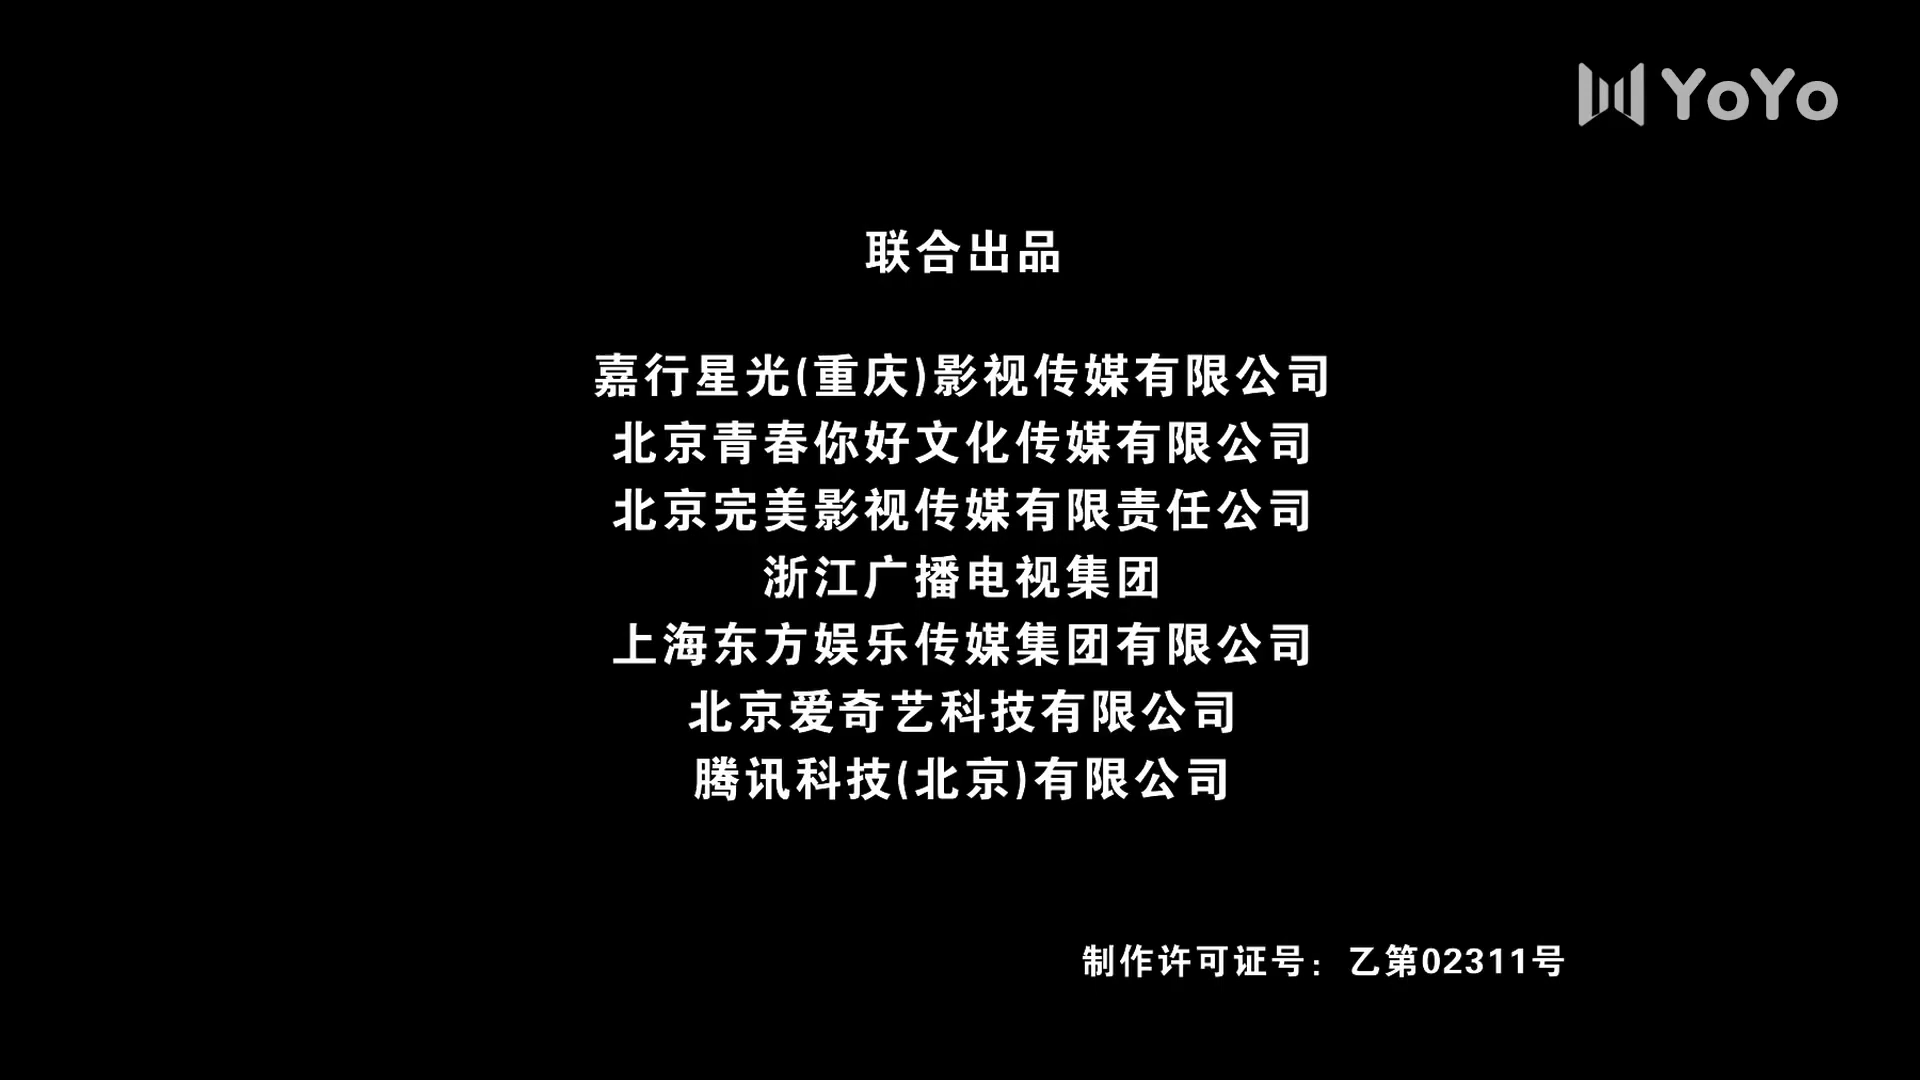 YoYo
联合出品
嘉行星光(重庆)影视传媒有限公司
北京青春你好文化传媒有限公司
北京完美影视传媒有限责任公司
浙江广播电视集团
上海东方娱乐传媒集团有限公司
北京爱奇艺科技有限公司
腾讯科技(北京)有限公司
制作许可证号：乙第02311号